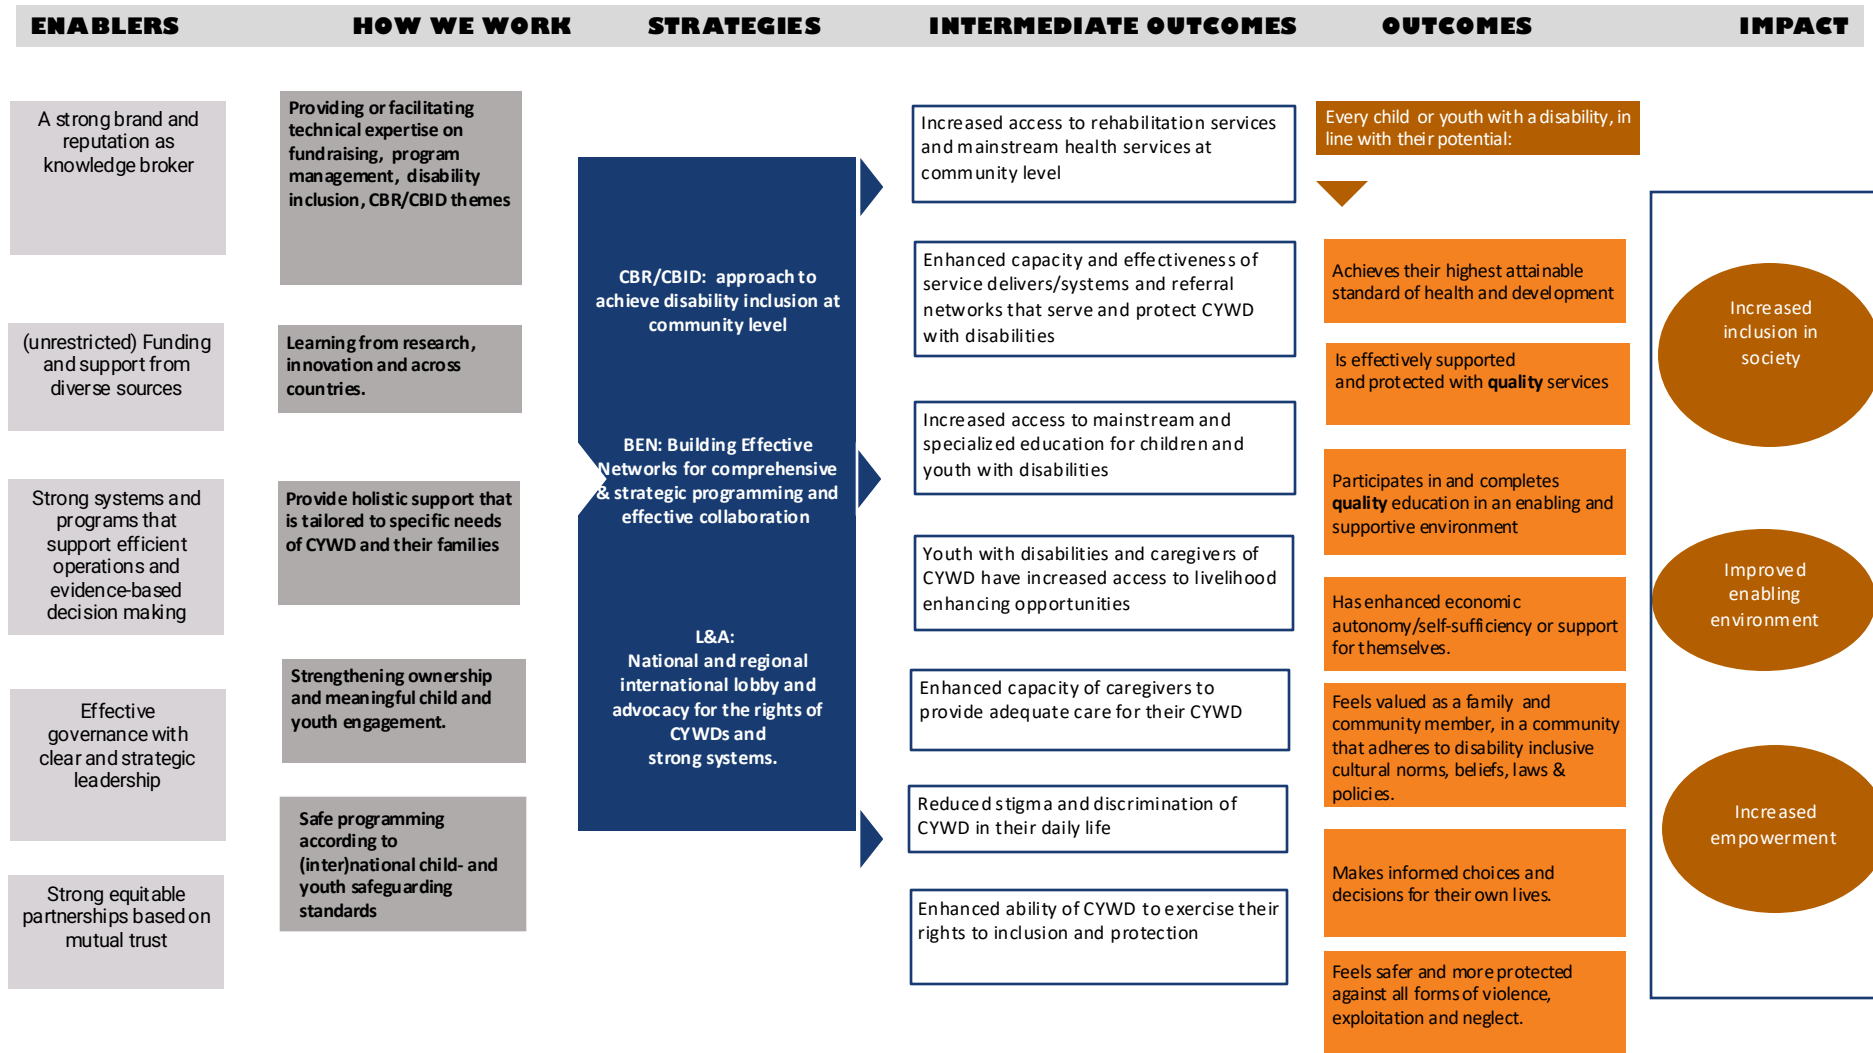 ENABLERS
HOW WE WORK
STRATEGIES
INTERMEDIATE OUTCOMES
OUTCOMES
IMPACT
A strong brand and
reputation as
knowledge broker
(unrestricted) Funding
and support from
diverse sources
Strong systems and
programs that
support efficient
operations and
evidence-based
decision making
Effective
governance with
clear and strategic
leadership
Strong equitable
partnerships based on
mutual trust
Providing or facilitating
technical expertise on
fundraising, program
management, disability
inclusion, CBR/CBID themes
Learning from research,
innovation and across
countries.
Provide holistic support that
is tailored to specific needs
of CYWD and their families
Strengthening ownership
and meaningful child and
youth engagement.
Safe programming
according to
(inter)national child- and
youth safeguarding
standards
CBR/CBID: approach to
achieve disability inclusion at
community level
BEN: Building Effective
Networks for comprehensive
& strategic programming and
effective collaboration
L&A:
National and regional
international lobby and
advocacy for the rights of
CYWDs and
strong systems.
Increased access to rehabilitation services
and mainstream health services at
community level
Enhanced capacity and effectiveness of
service delivers/systems and referral
networks that serve and protect CYWD
with disabilities
Increased access to mainstream and
specialized education for children and
youth with disabilities
Youth with disabilities and caregivers of
CYWD have increased access to livelihood
enhancing opportunities
Enhanced capacity of caregivers to
provide adequate care for their CYWD
Reduced stigma and discrimination of
CYWD in their daily life
Enhanced ability of CYWD to exercise their
rights to inclusion and protection
Every child or youth with a disability, in
line with their potential:
Achieves their highest attainable
standard of health and development
Is effectively supported
and protected with quality services
Participates in and completes
quality education in an enabling and
supportive environment
Has enhanced economic
autonomy/self-sufficiency or support
for themselves.
Feels valued as a family and
community member, in a community
that adheres to disability inclusive
cultural norms, beliefs, laws &
policies.
Makes informed choices and
decisions for their own lives.
Feels safer and more protected
against all forms of violence,
exploitation and neglect.
Increased
inclusion in
society
Improved
enabling
environment
Increased
empowerment